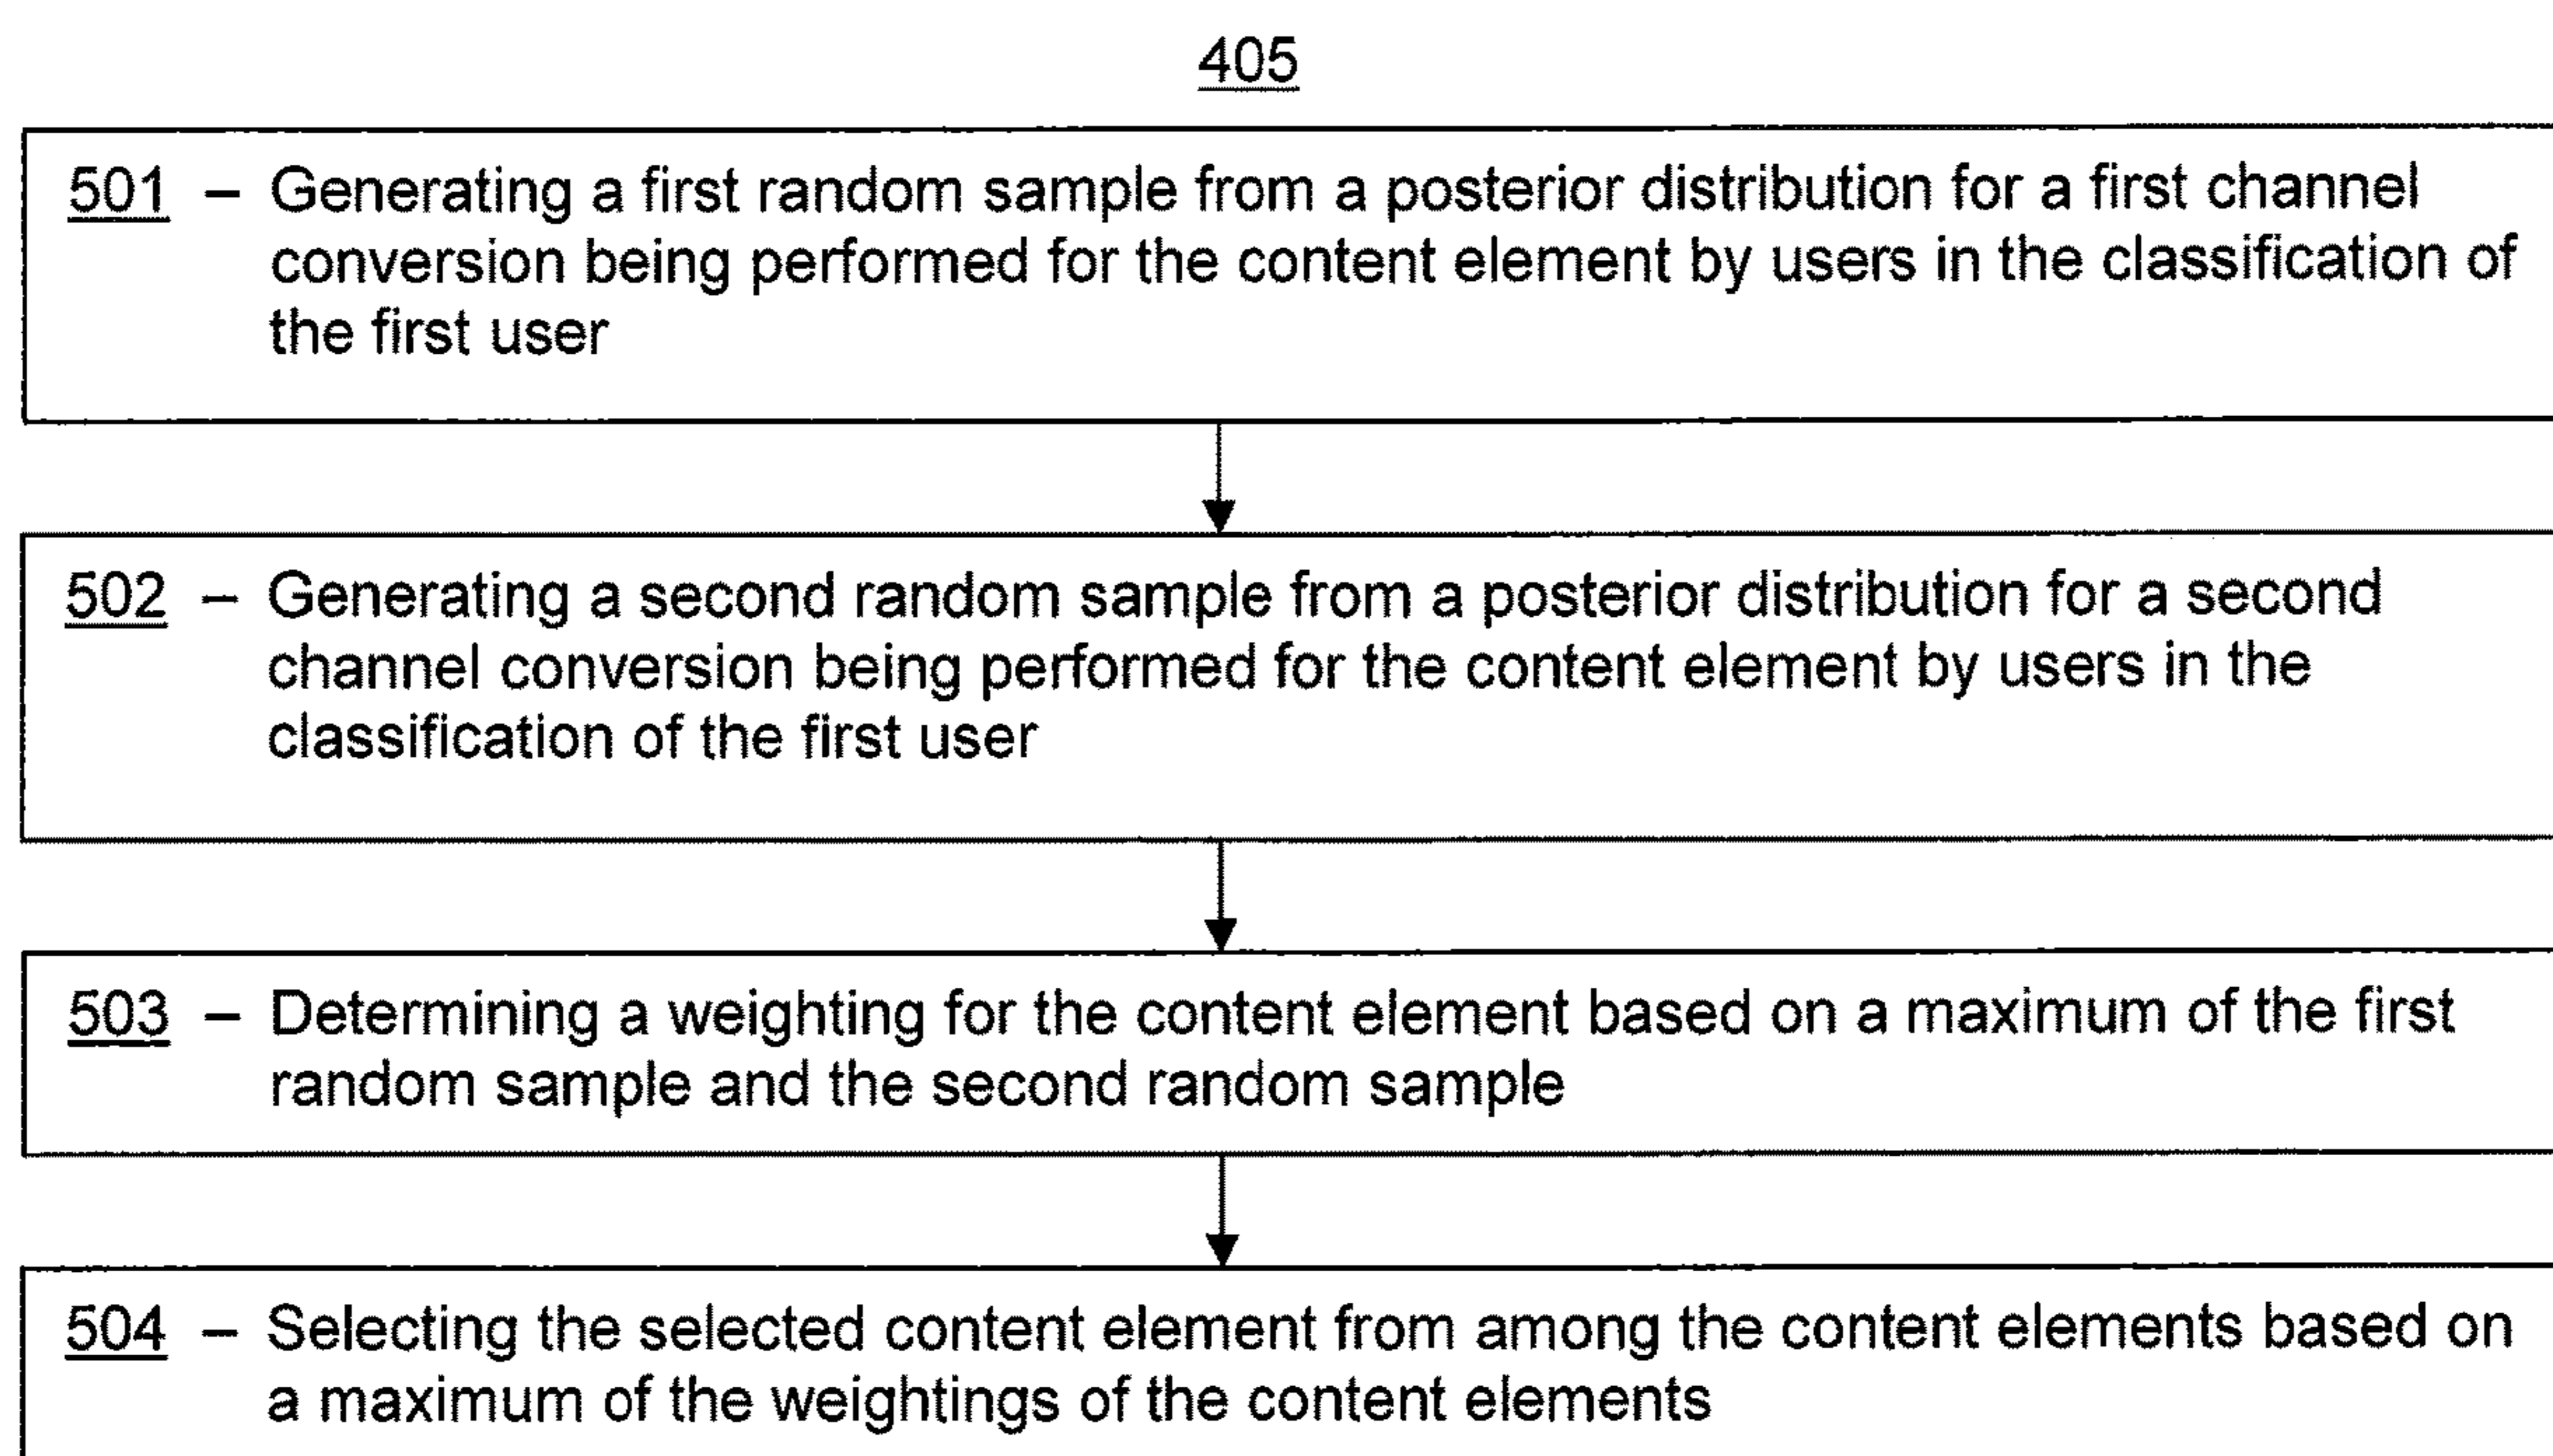 405
501 – Generating a first random sample from a posterior distribution for a first channel
conversion being performed for the content element by users in the classification of
the first user
502 – Generating a second random sample from a posterior distribution for a second
channel conversion being performed for the content element by users in the
classification of the first user
503 – Determining a weighting for the content element based on a maximum of the first
random sample and the second random sample
504 – Selecting the selected content element from among the content elements based on
a maximum of the weightings of the content elements